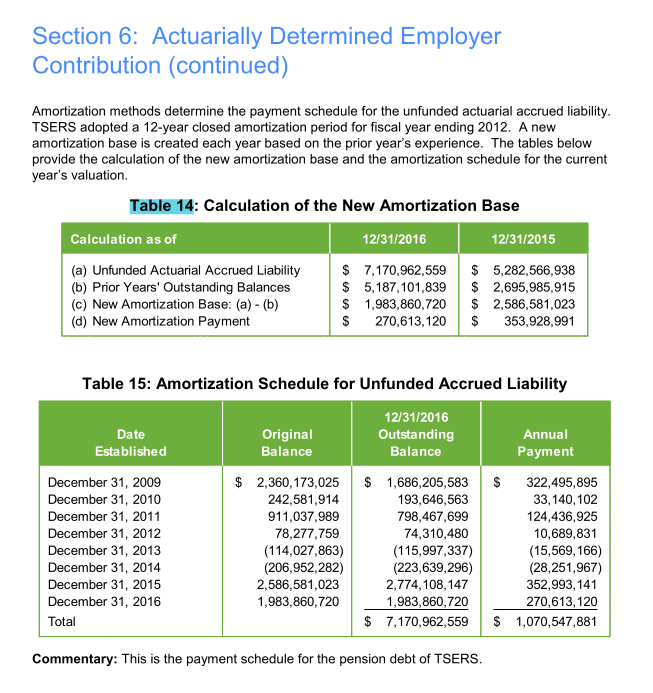 Section 6:  Actuarially Determined Employer
Contribution (continued)
Amortization methods determine the payment schedule for the unfunded actuarial accrued liability.
TSERS adopted a 12-year closed amortization period for fiscal year ending 2012.  A new
amortization base is created each year based on the prior year’s experience.  The tables below
provide the calculation of the new amortization base and the amortization schedule for the current
year’s valuation.
Table 14: Calculation of the New Amortization Base
Calculation as of 12/31/2016 12/31/2015
(a) Unfunded Actuarial Accrued Liability $ 7,170,962,559 $ 5,282,566,938
(b) Prior Years' Outstanding Balances $ 5,187,101,839 $ 2,695,985,915
(c) New Amortization Base: (a) - (b) $ 1,983,860,720 $ 2,586,581,023
(d) New Amortization Payment $ 270,613,120 $ 353,928,991
Table 15: Amortization Schedule for Unfunded Accrued Liability
12/31/2016
Date Original Outstanding Annual
Established Balance Balance Payment
December 31, 2009 $ 2,360,173,025 $ 1,686,205,583 $ 322,495,895
December 31, 2010 242,581,914 193,646,563 33,140,102
December 31, 2011 911,037,989 798,467,699 124,436,925
December 31, 2012 78,277,759 74,310,480 10,689,831
December 31, 2013 (114,027,863) (115,997,337) (15,569,166)
December 31, 2014 (206,952,282) (223,639,296) (28,251,967)
December 31, 2015 2,586,581,023 2,774,108,147 352,993,141
December 31, 2016 1,983,860,720 1,983,860,720 270,613,120
Total $ 7,170,962,559 $ 1,070,547,881
Commentary: This is the payment schedule for the pension debt of TSERS.